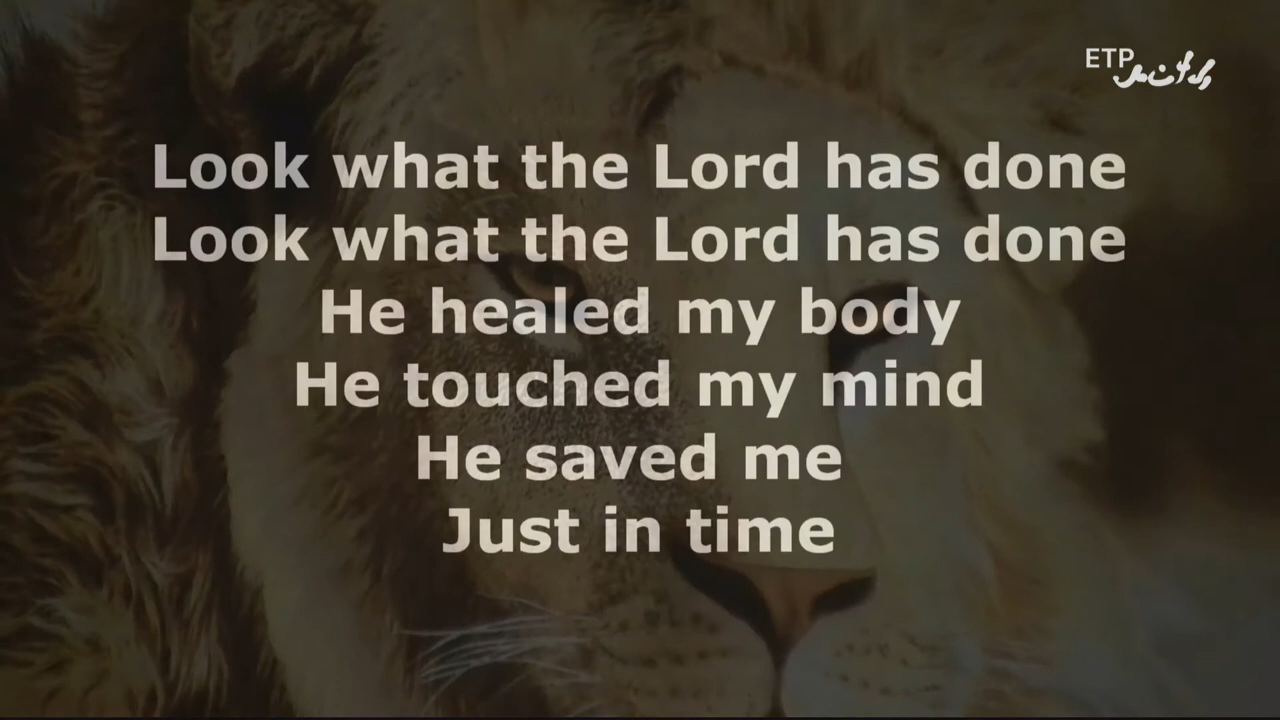 ETP
Look what the Lord has done
Look what the Lord has done
He healed my body
He touched my mind
He saved me
Just in time